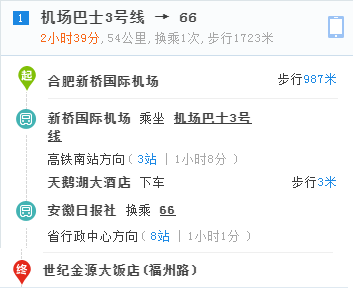 1 机场巴士3号线 → 66
2小时39分,54公里,换乘1次,步行1723米
起 合肥新桥国际机场 步行987米
新桥国际机场 乘坐 机场巴士3号
线
高铁南站方向( 3站 | 1小时8分 )
天鹅湖大酒店 下车 步行3米
安徽日报社 换乘 66
省行政中心方向( 8站 | 1小时1分 )
终 世纪金源大饭店(福州路)